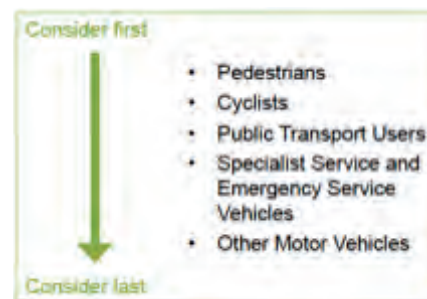 Consider first
• Pedestrians
• Cyclists
• Public Transport Users
• Specialist Service and
Emergency Service
Vehicles
• Other Motor Vehicles
Consider last